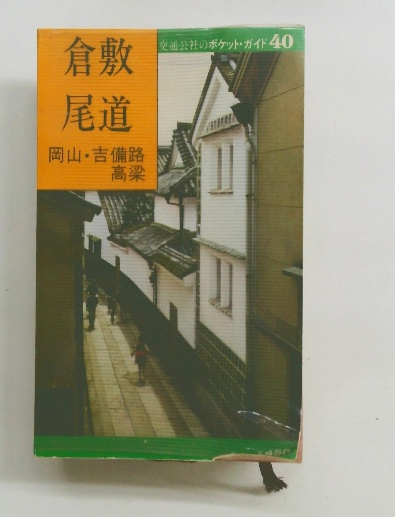 交通公社のポケット・ガイド40
倉敷
尾道
岡山・吉備路
高梁